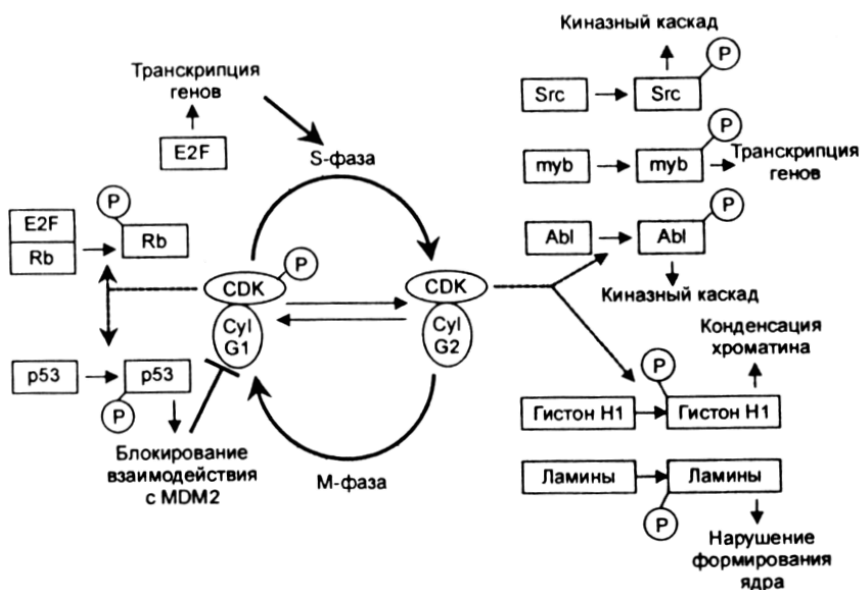 Киназный каскад
P
Src
Src
Транскрипция
генов
E2F
S-фаза
P
myb
myb
Транскрипция
генов
P
E2F
Rb
Rb
P
Abl
Abl
Киназный каскад
P
CDK
Cyl
G1
CDK
Cyl
G2
Конденсация
хроматина
p53
p53
P
P
Гистон H1
Гистон H1
Блокирование
взаимодействия
с MDM2
М-фаза
Ламины
Ламины
P
Нарушение
формирования
ядра